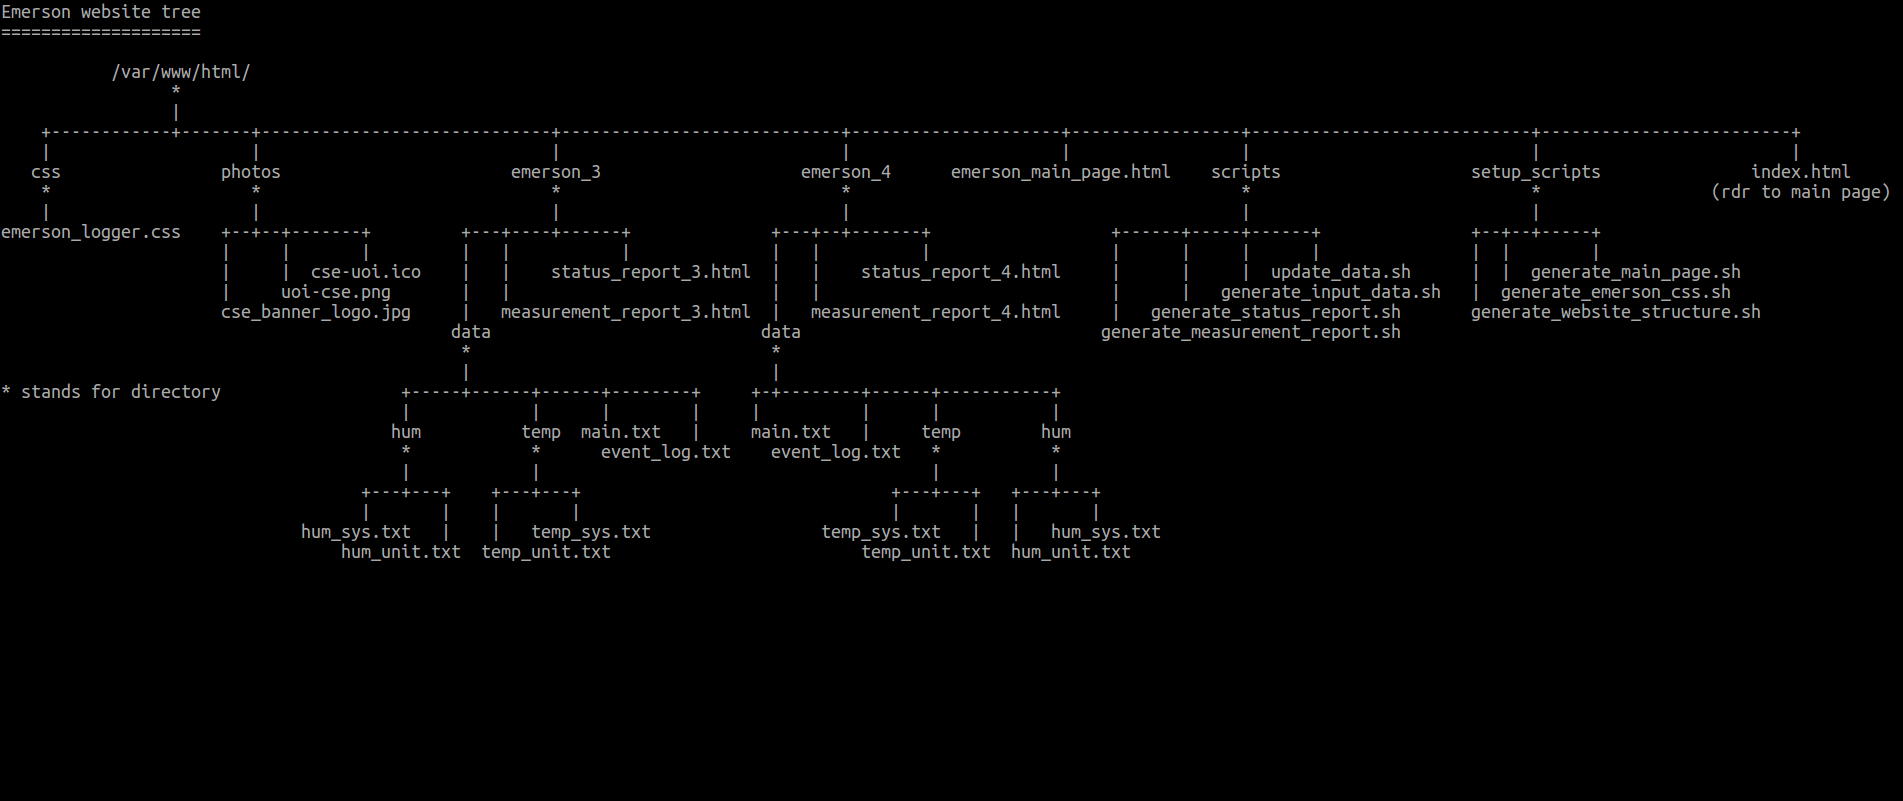 Emerson website tree
====================
/var/www/html/
*
|
+------------+-------+-----------------------------+----------------------------+---------------------+-----------------+----------------------------+-------------------------+
| | | | | | | |
css photos emerson_3 emerson_4 emerson_main_page.html scripts setup_scripts index.html
* * * * * * (rdr to main page)
| | | | | |
emerson_logger.css +--+--+-------+ +---+----+------+ +---+--+-------+ +------+-----+------+ +--+--+-----+
| | | | | | | | | | | | | | | |
| | cse-uoi.ico | | status_report_3.html | | status_report_4.html | | | update_data.sh | | generate_main_page.sh
| uoi-cse.png | | | | | | generate_input_data.sh | generate_emerson_css.sh
cse_banner_logo.jpg | measurement_report_3.html | measurement_report_4.html | generate_status_report.sh generate_website_structure.sh
data data generate_measurement_report.sh
* *
| |
* stands for directory +-----+------+------+--------+ +-+--------+------+-----------+
| | | | | | | |
hum temp main.txt | main.txt | temp hum
* * event_log.txt event_log.txt * *
| | | |
+---+---+ +---+---+ +---+---+ +---+---+
| | | | | | | |
hum_sys.txt | | temp_sys.txt temp_sys.txt | | hum_sys.txt
hum_unit.txt temp_unit.txt temp_unit.txt hum_unit.txt